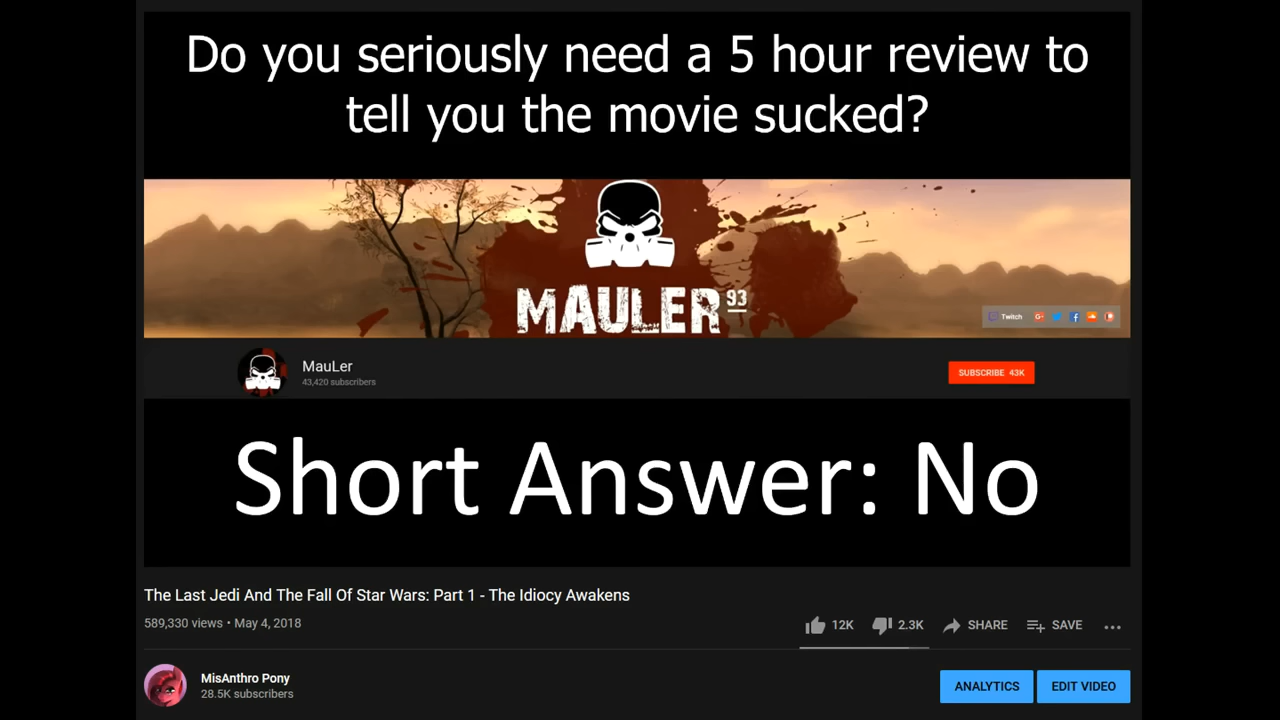 Do you seriously need a 5 hour review to
tell you the movie sucked?
MAULER 93
Twitch
MauLer
43,420 subscribers
SUBSCRIBE 43K
Short Answer: No
The Last Jedi And The Fall Of Star Wars: Part 1 - The Idiocy Awakens
589,330 views • May 4, 2018
12K 2.3K SHARE SAVE
MisAnthro Pony
28.5K subscribers
ANALYTICS EDIT VIDEO